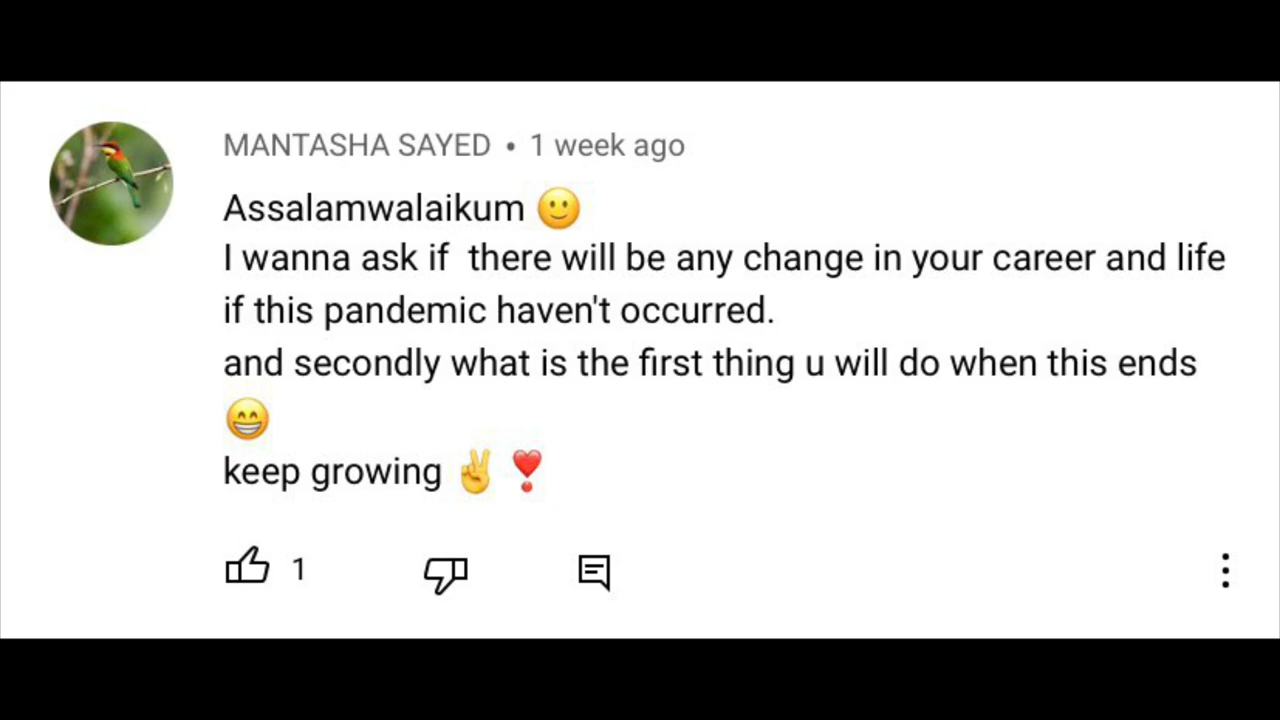 MANTASHA SAYED • 1 week ago
Assalamwalaikum 🙂
I wanna ask if  there will be any change in your career and life
if this pandemic haven't occurred.
and secondly what is the first thing u will do when this ends
😁
keep growing ✌️ ❣️
1